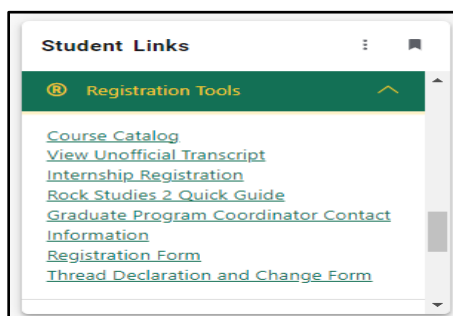 Student Links
® Registration Tools
Course Catalog
View Unofficial Transcript
Internship Registration
Rock Studies 2 Quick Guide
Graduate Program Coordinator Contact
Information
Registration Form
Thread Declaration and Change Form